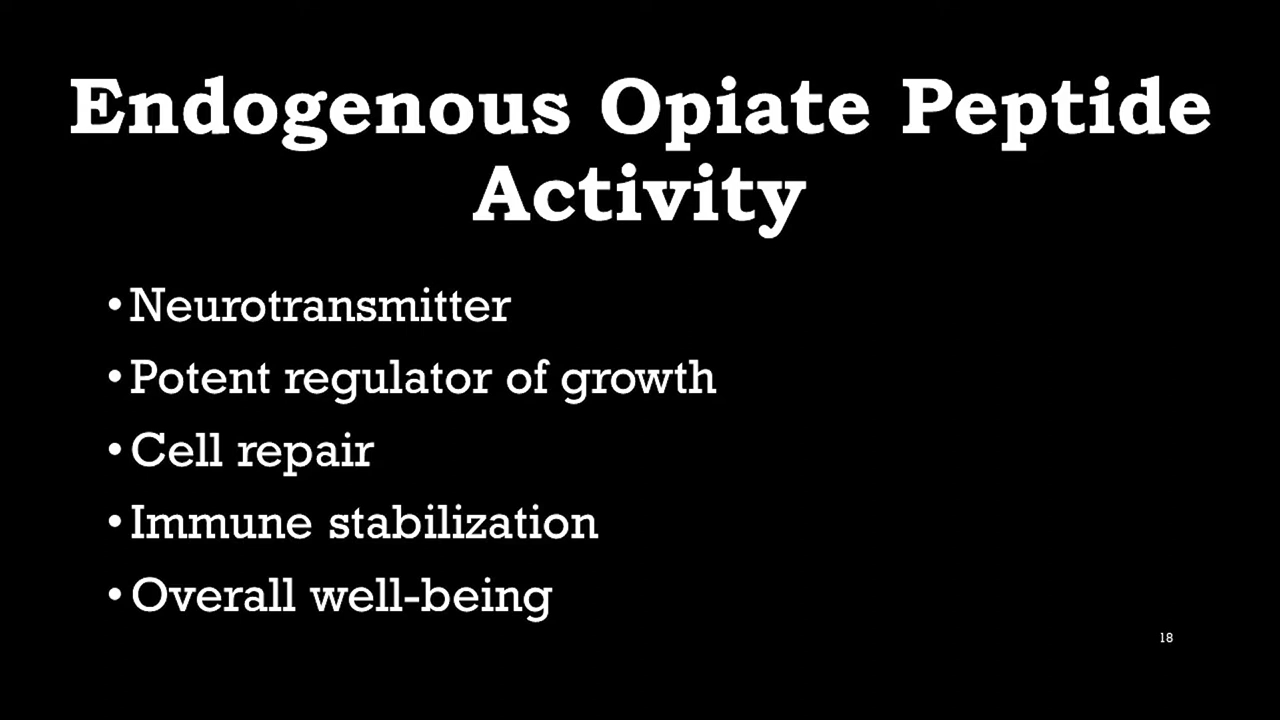 Endogenous Opiate Peptide
Activity
•Neurotransmitter
•Potent regulator of growth
•Cell repair
•Immune stabilization
•Overall well-being
18